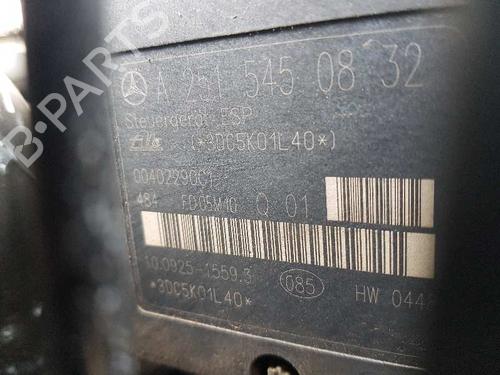 A 251 545 08 32
Steuergerät ESP
Ate (*3DC5K01L40*)
00402290C1
484 FD05M10 Q 01
10.0925-1559.3 085 HW 044
*3DC5K01L40*